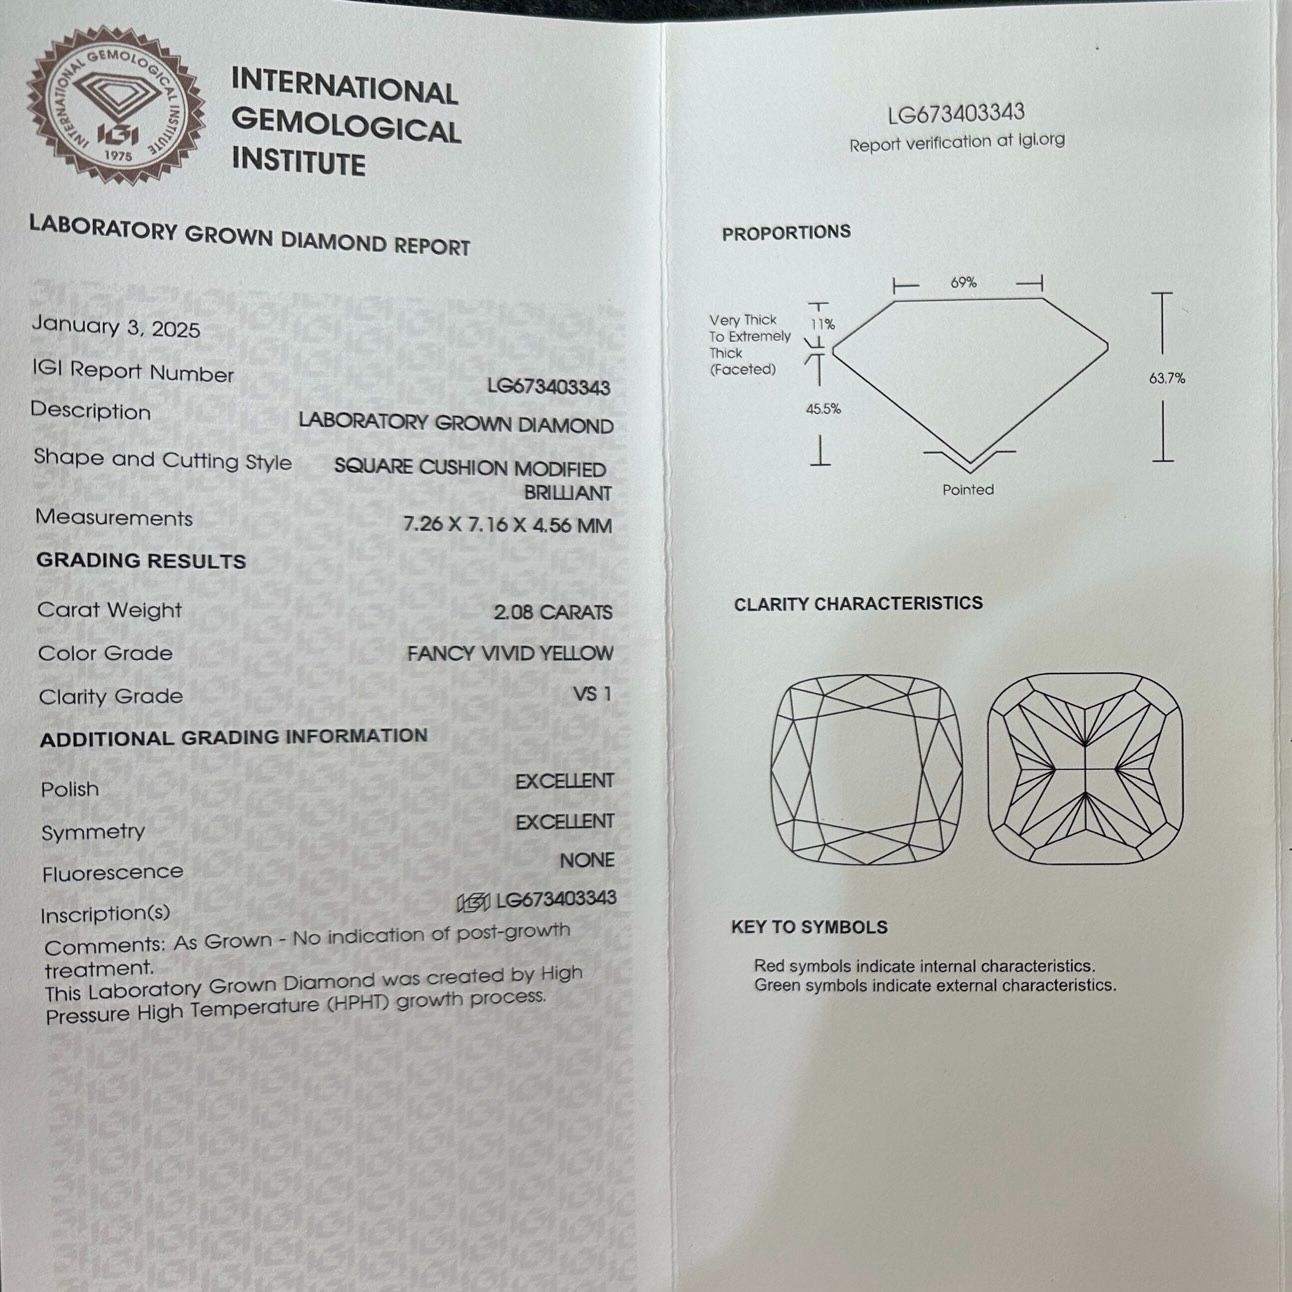 INTERNATIONAL GEMOLOGICAL INSTITUTE
IGI
1975
INTERNATIONAL
GEMOLOGICAL
INSTITUTE
LABORATORY GROWN DIAMOND REPORT
January 3, 2025
IGI Report Number LG673403343
Description LABORATORY GROWN DIAMOND
Shape and Cutting Style SQUARE CUSHION MODIFIED
BRILLIANT
Measurements 7.26 X 7.16 X 4.56 MM
GRADING RESULTS
Carat Weight 2.08 CARATS
Color Grade FANCY VIVID YELLOW
Clarity Grade VS 1
ADDITIONAL GRADING INFORMATION
Polish EXCELLENT
Symmetry EXCELLENT
Fluorescence NONE
Inscription(s) IGI LG673403343
Comments: As Grown - No indication of post-growth
treatment.
This Laboratory Grown Diamond was created by High
Pressure High Temperature (HPHT) growth process.
LG673403343
Report verification at igi.org
PROPORTIONS
69%
Very Thick
To Extremely
Thick
(Faceted)
11%
45.5%
63.7%
Pointed
CLARITY CHARACTERISTICS
KEY TO SYMBOLS
Red symbols indicate internal characteristics.
Green symbols indicate external characteristics.